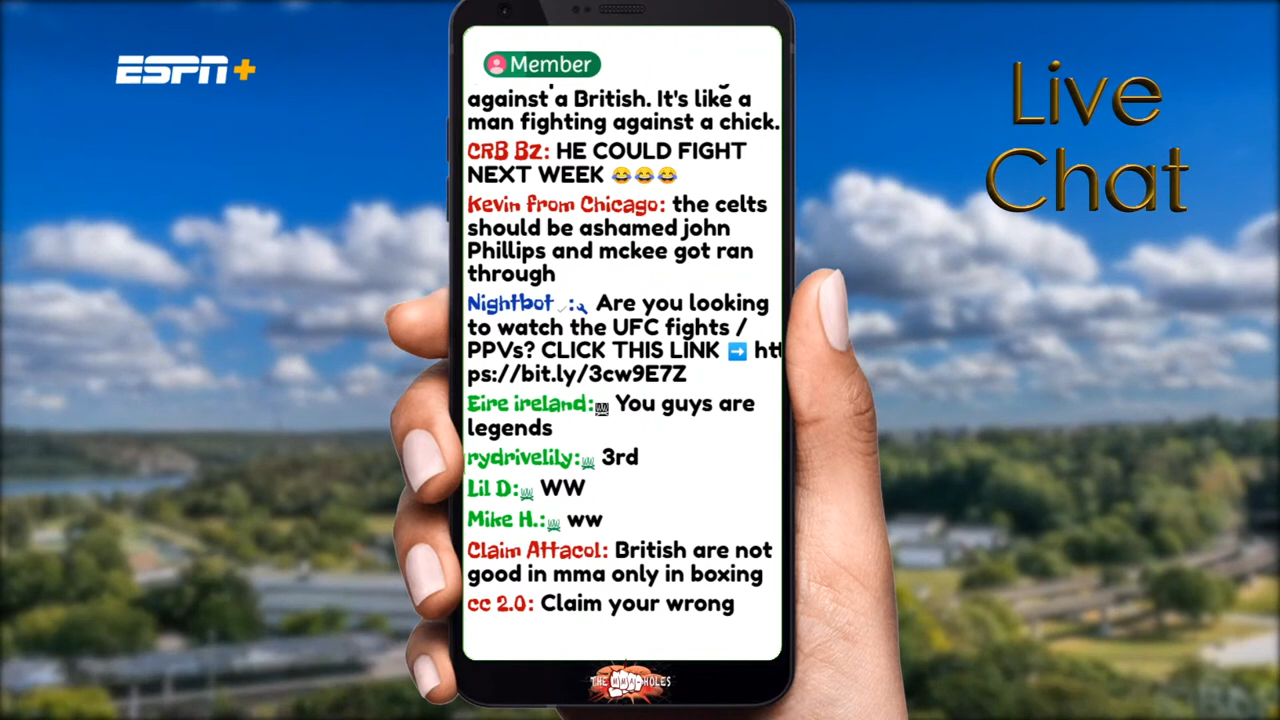 ESPN+
Live
Chat
Member
against a British. It's like a
man fighting against a chick.
CRB Bz: HE COULD FIGHT
NEXT WEEK 😂😂😂
Kevin from Chicago: the celts
should be ashamed john
Phillips and mckee got ran
through
Nightbot ✓:🔧 Are you looking
to watch the UFC fights /
PPVs? CLICK THIS LINK ➡️ htt
ps://bit.ly/3cw9E7Z
Eire ireland: You guys are
legends
rydrivelily: 3rd
Lil D: WW
Mike H.: ww
Claim Attacol: British are not
good in mma only in boxing
cc 2.0: Claim your wrong
THE MMA-HOLES